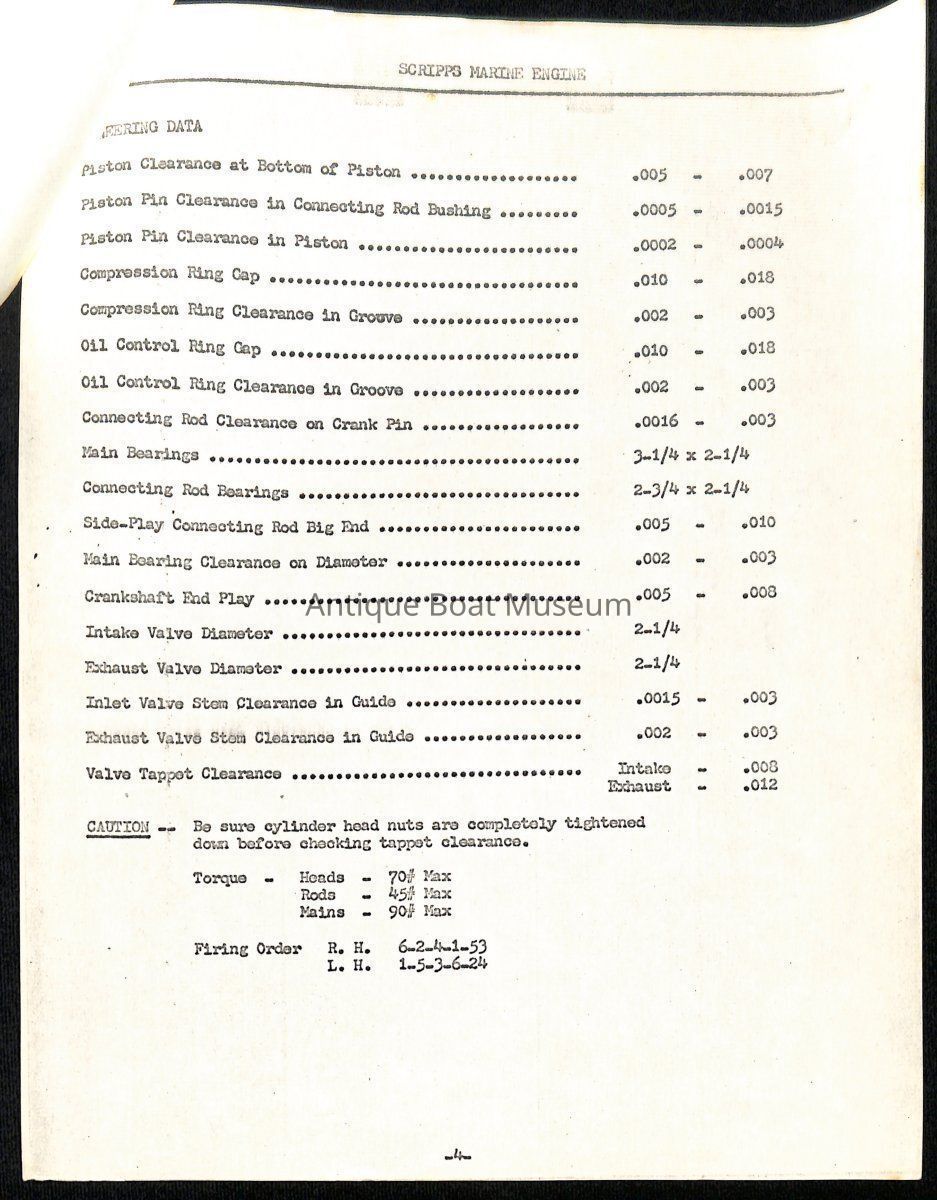 SCRIPPS MARINE ENGINE
EERING DATA
Piston Clearance at Bottom of Piston ................... .005 - .007
Piston Pin Clearance in Connecting Rod Bushing ......... .0005 - .0015
Piston Pin Clearance in Piston ......................... .0002 - .0004
Compression Ring Gap ................................... .010 - .018
Compression Ring Clearance in Groove ................... .002 - .003
Oil Control Ring Gap ................................... .010 - .018
Oil Control Ring Clearance in Groove ................... .002 - .003
Connecting Rod Clearance on Crank Pin .................. .0016 - .003
Main Bearings .......................................... 3-1/4 x 2-1/4
Connecting Rod Bearings ................................ 2-3/4 x 2-1/4
Side-Play Connecting Rod Big End ....................... .005 - .010
Main Bearing Clearance on Diameter ..................... .002 - .003
Crankshaft End Play .................................... .005 - .008
Antique Boat Museum
Intake Valve Diameter .................................. 2-1/4
Exhaust Valve Diameter ................................. 2-1/4
Inlet Valve Stem Clearance in Guide .................... .0015 - .003
Exhaust Valve Stem Clearance in Guide .................. .002 - .003
Valve Tappet Clearance ................................. Intake - .008
Exhaust - .012
CAUTION -- Be sure cylinder head nuts are completely tightened
down before checking tappet clearance.
Torque - Heads - 70# Max
Rods - 45# Max
Mains - 90# Max
Firing Order R. H. 6-2-4-1-53
L. H. 1-5-3-6-24
-4-